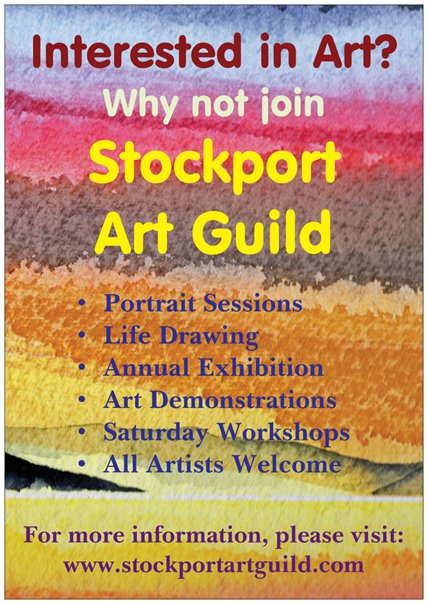 Interested in Art?
Why not join
Stockport
Art Guild
• Portrait Sessions
• Life Drawing
• Annual Exhibition
• Art Demonstrations
• Saturday Workshops
• All Artists Welcome
For more information, please visit:
www.stockportartguild.com